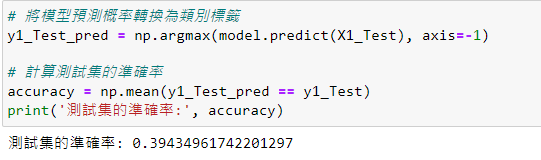 # 將模型預測概率轉換為類別標籤
y1_Test_pred = np.argmax(model.predict(X1_Test), axis=-1)
# 計算測試集的準確率
accuracy = np.mean(y1_Test_pred == y1_Test)
print('測試集的準確率:', accuracy)
測試集的準確率: 0.39434961742201297